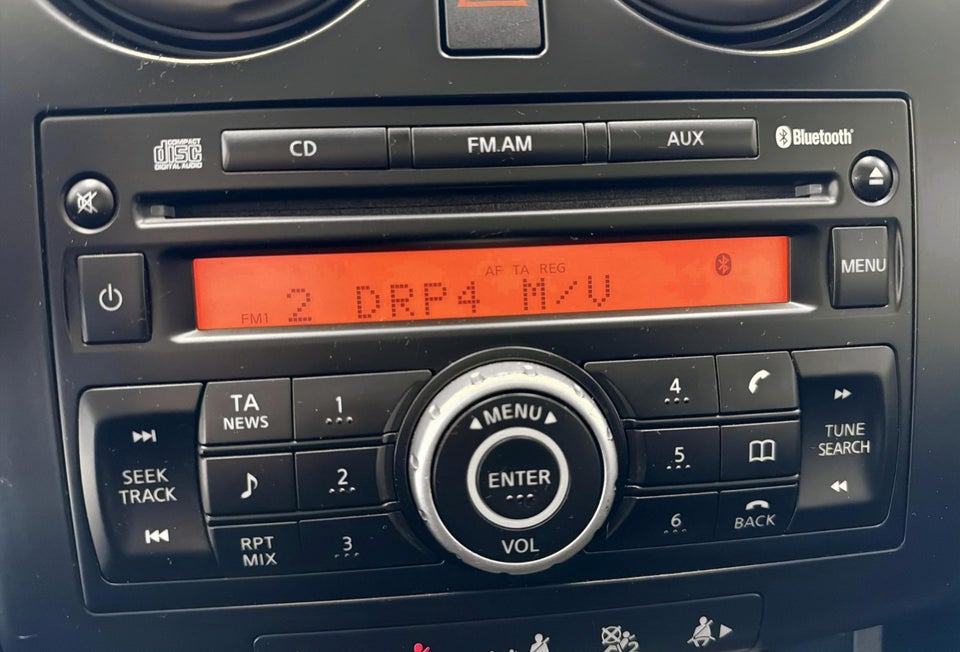 COMPACT
disc
DIGITAL AUDIO
CD
FM.AM
AUX
Bluetooth®
MENU
AF TA REG
FM1 2 DRP4 M/V
SEEK
TRACK
TA
NEWS
RPT
MIX
1
2
3
MENU
ENTER
VOL
4
5
6
BACK
TUNE
SEARCH